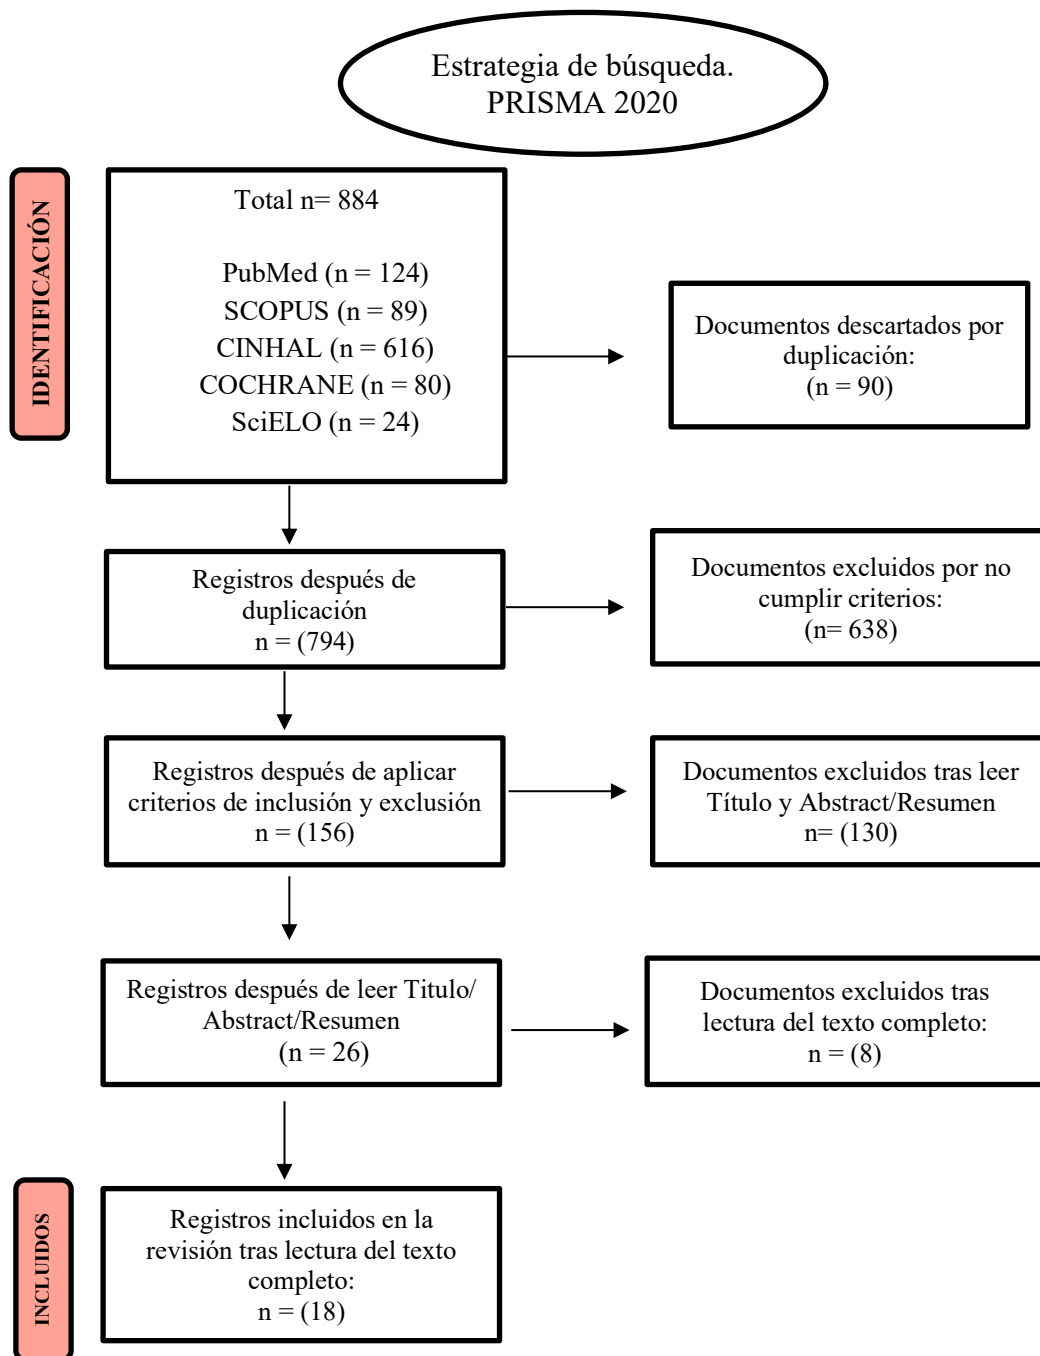 Estrategia de búsqueda.
PRISMA 2020
IDENTIFICACIÓN
Total n= 884
PubMed (n = 124)
SCOPUS (n = 89)
CINHAL (n = 616)
COCHRANE (n = 80)
SciELO (n = 24)
Documentos descartados por
duplicación:
(n = 90)
Registros después de
duplicación
n = (794)
Documentos excluidos por no
cumplir criterios:
(n= 638)
Registros después de aplicar
criterios de inclusión y exclusión
n = (156)
Documentos excluidos tras leer
Título y Abstract/Resumen
n= (130)
Registros después de leer Titulo/
Abstract/Resumen
(n = 26)
Documentos excluidos tras
lectura del texto completo:
n = (8)
INCLUIDOS
Registros incluidos en la
revisión tras lectura del texto
completo:
n = (18)